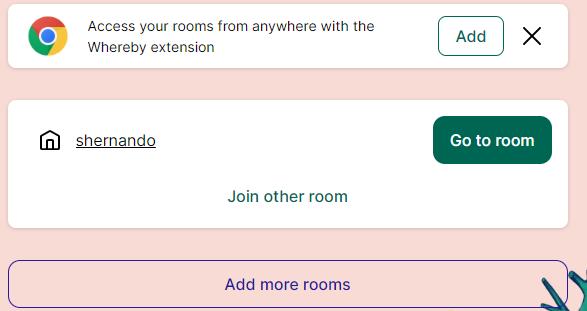 Access your rooms from anywhere with the
Whereby extension
Add
shernando
Go to room
Join other room
Add more rooms